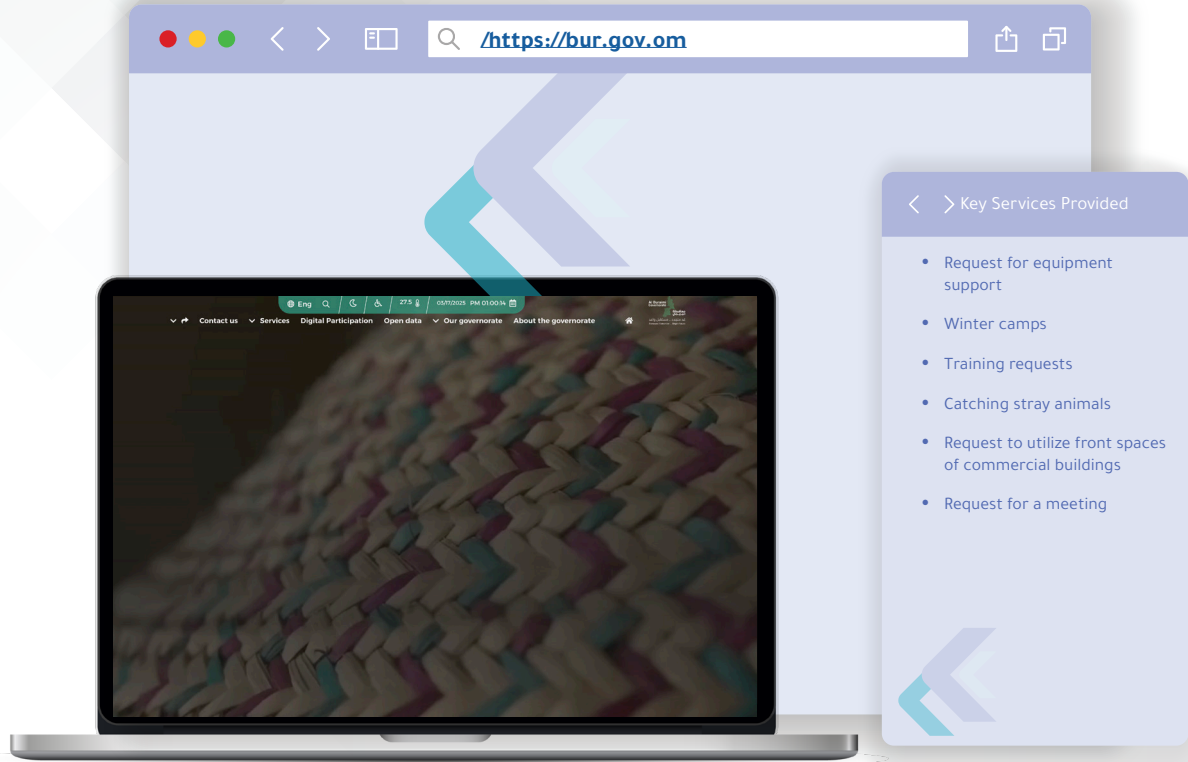 /https://bur.gov.om
Key Services Provided
• Request for equipment
support
• Winter camps
• Training requests
• Catching stray animals
• Request to utilize front spaces
of commercial buildings
• Request for a meeting
Eng
27.5
03/17/2025 PM 01:00:14
Contact us Services Digital Participation Open data Our governorate About the governorate